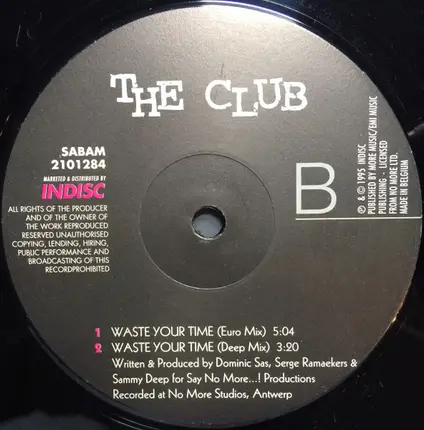 THE CLUB
SABAM
2101284
MARKETED & DISTRIBUTED BY
INDISC
ALL RIGHTS OF THE PRODUCER
AND OF THE OWNER OF
THE WORK REPRODUCED
RESERVED UNAUTHORISED
COPYING, LENDING, HIRING,
PUBLIC PERFORMANCE AND
BROADCASTING OF THIS
RECORDPROHIBITED
B
℗ & © 1995 INDISC
PUBLISHED BY MORE MUSIC/EMI MUSIC
PUBLISHING - LICENSED
FROM NO MORE LTD.
MADE IN BELGIUM
1 WASTE YOUR TIME (Euro Mix) 5:04
2 WASTE YOUR TIME (Deep Mix) 3:20
Written & Produced by Dominic Sas, Serge Ramaekers &
Sammy Deep for Say No More...! Productions
Recorded at No More Studios, Antwerp